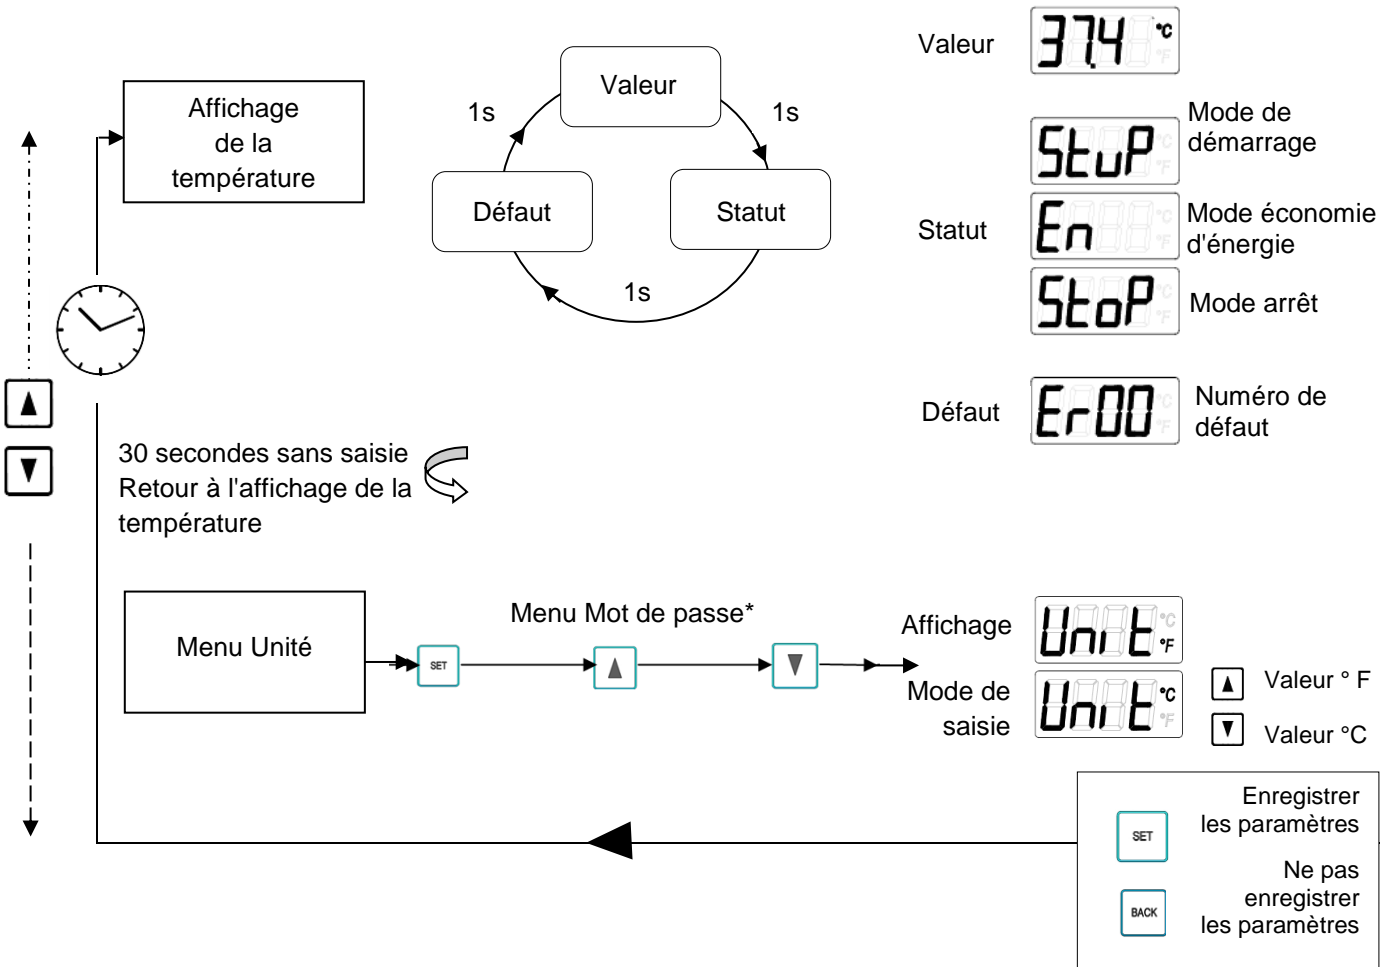 Affichage
de la
température
Valeur
1s
1s
Défaut
Statut
1s
Valeur
37.4 °C
°F
StuP °C
°F
Mode de
démarrage
Statut
En °C
°F
Mode économie
d'énergie
StoP °C
°F
Mode arrêt
Défaut
Er00 °C
°F
Numéro de
défaut
30 secondes sans saisie
Retour à l'affichage de la
température
Menu Unité
SET
Menu Mot de passe*
Affichage
Unit °C
°F
Mode de
saisie
Unit °C
°F
Valeur ° F
Valeur °C
SET
Enregistrer
les paramètres
BACK
Ne pas
enregistrer
les paramètres